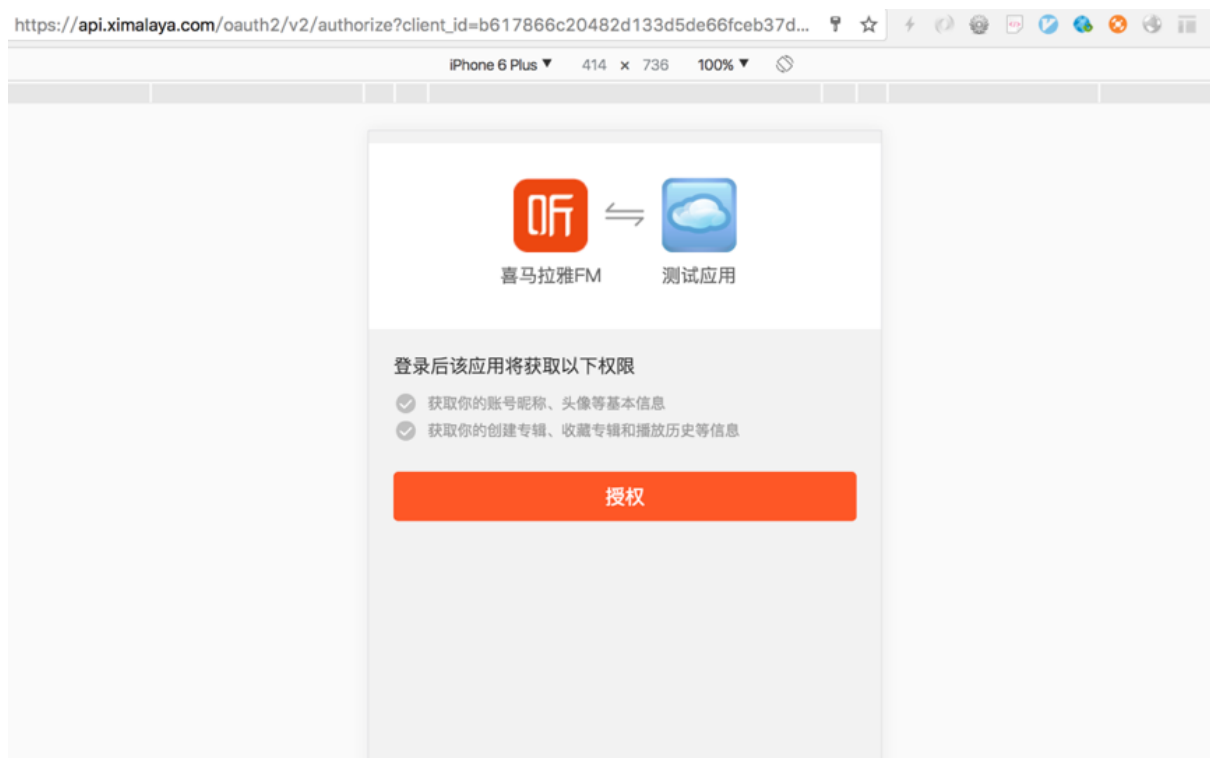 https://api.ximalaya.com/oauth2/v2/authorize?client_id=b617866c20482d133d5de66fceb37d...
iPhone 6 Plus ▼ 414 × 736 100% ▼
听
喜马拉雅FM 测试应用
登录后该应用将获取以下权限
获取你的账号昵称、头像等基本信息
获取你的创建专辑、收藏专辑和播放历史等信息
授权